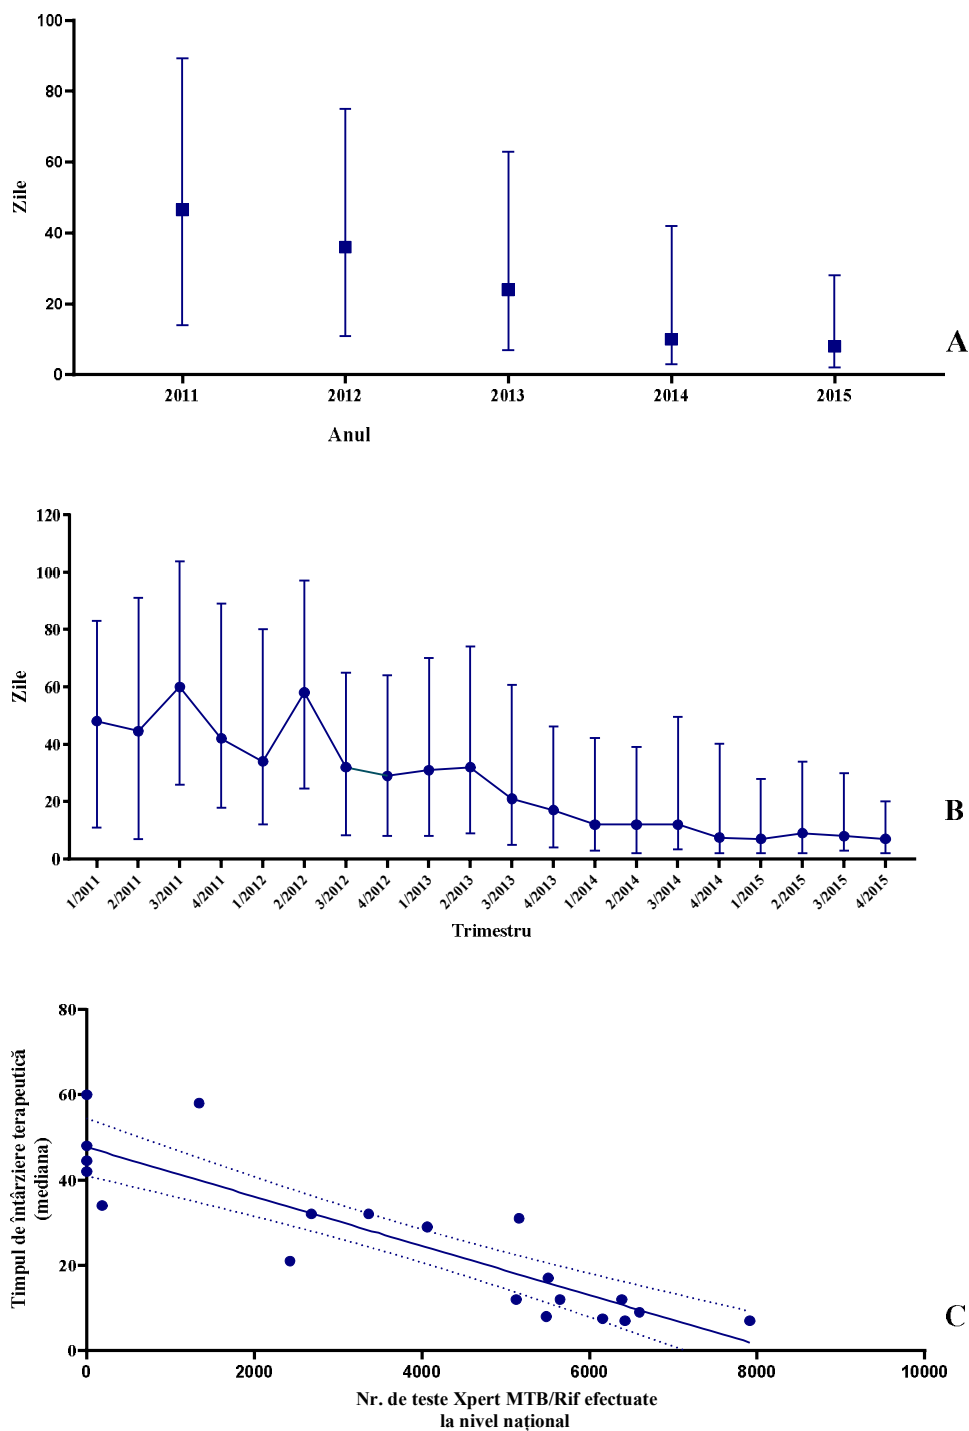 100
80
60
40
20
0
Zile
2011 2012 2013 2014 2015
Anul
A
120
100
80
60
40
20
0
Zile
1/2011 2/2011 3/2011 4/2011 1/2012 2/2012 3/2012 4/2012 1/2013 2/2013 3/2013 4/2013 1/2014 2/2014 3/2014 4/2014 1/2015 2/2015 3/2015 4/2015
Trimestru
B
80
60
40
20
0
Timpul de întârziere terapeutică
(mediana)
0 2000 4000 6000 8000 10000
Nr. de teste Xpert MTB/Rif efectuate
la nivel național
C